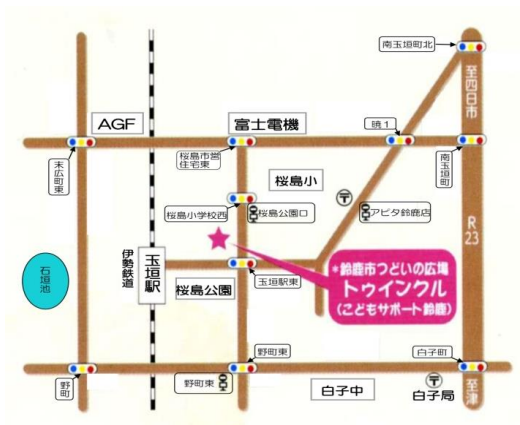 南玉垣町北
至四日市
AGF
富士電機
暁1
末広町東
桜島市営
住宅東
南玉垣町
桜島小
桜島小学校西
桜島公園口
アピタ鈴鹿店
R
23
伊勢鉄道
玉垣駅
石垣池
桜島公園
玉垣駅東
*鈴鹿市つどいの広場
トゥインクル
(こどもサポート鈴鹿)
野町東
白子町
野町
野町東
白子中
白子局
至津